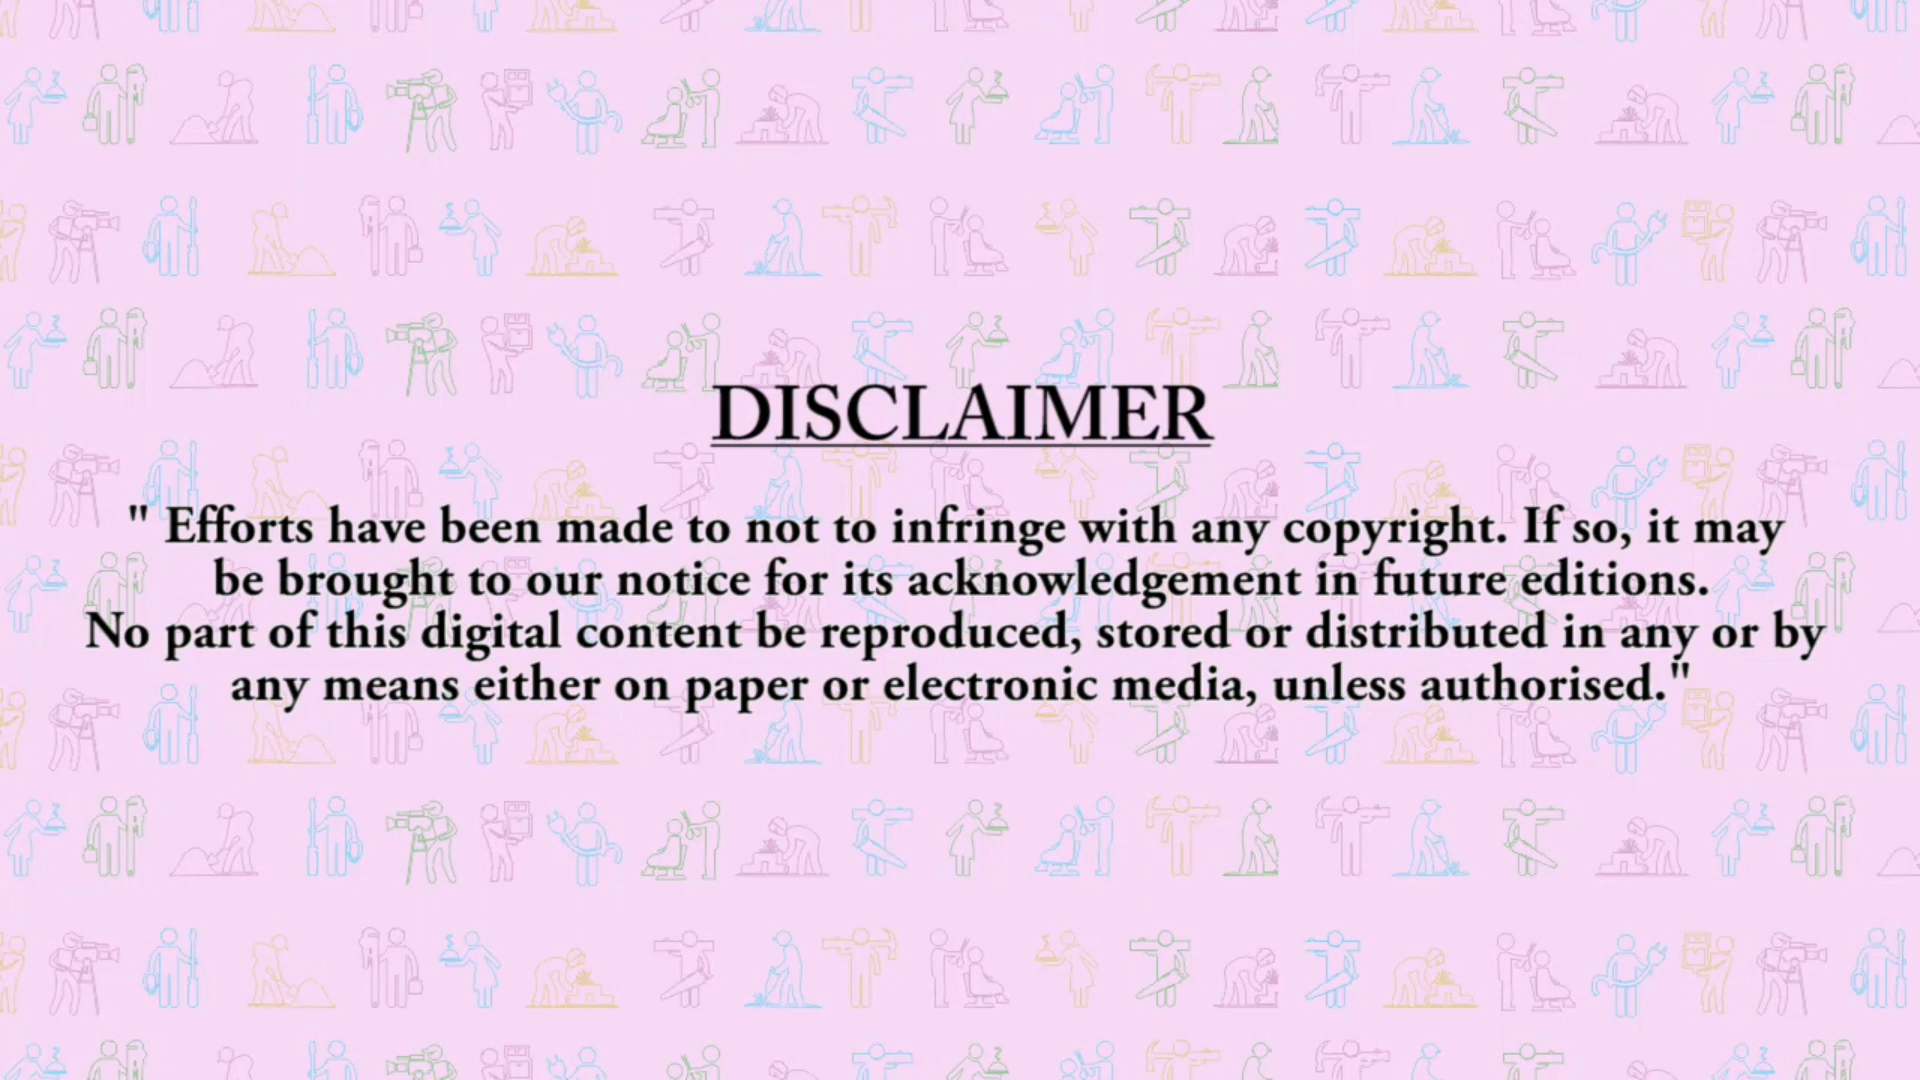 DISCLAIMER
" Efforts have been made to not to infringe with any copyright. If so, it may
be brought to our notice for its acknowledgement in future editions.
No part of this digital content be reproduced, stored or distributed in any or by
any means either on paper or electronic media, unless authorised."